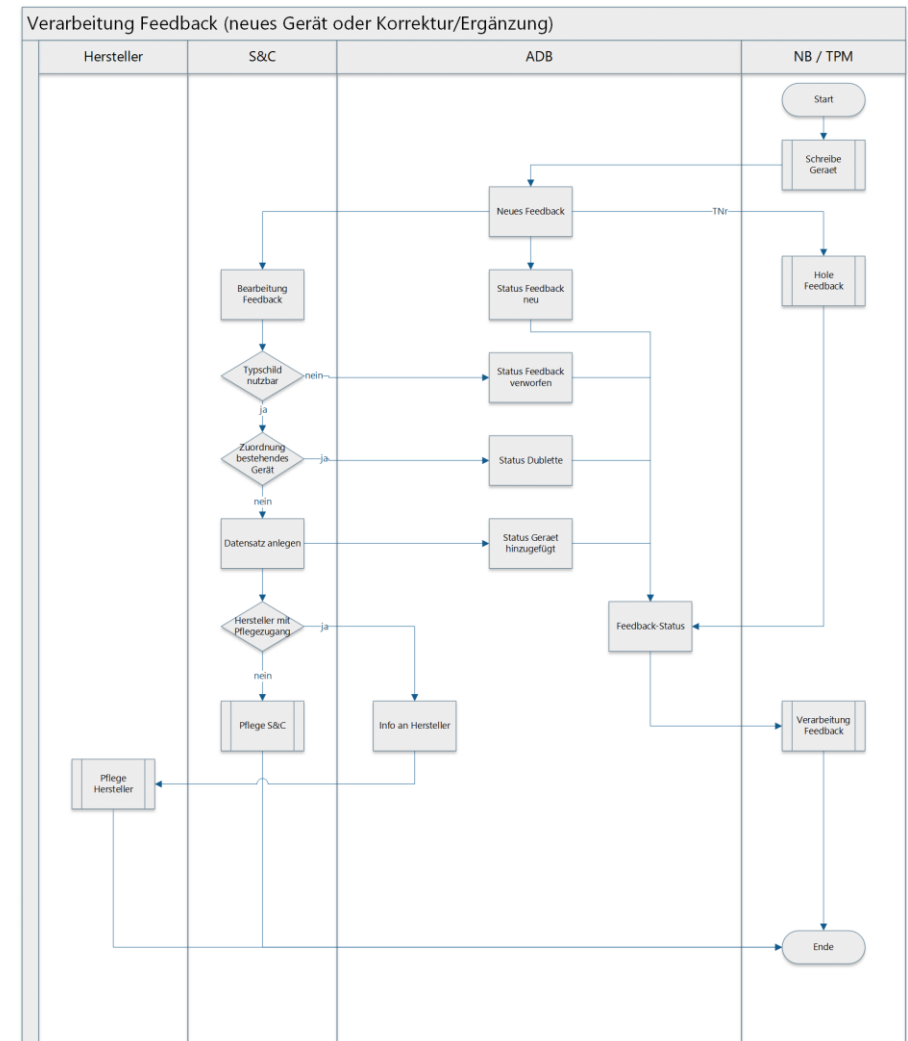 Verarbeitung Feedback (neues Gerät oder Korrektur/Ergänzung)
Hersteller
S&C
ADB
NB / TPM
Start
Schreibe
Geraet
Neues Feedback
TNr
Bearbeitung
Feedback
Status Feedback
neu
Hole
Feedback
Typschild
nutzbar
nein
Status Feedback
verworfen
ja
Zuordnung
bestehendes
Gerät
ja
Status Dublette
nein
Datensatz anlegen
Status Geraet
hinzugefügt
Hersteller mit
Pflegezugang
ja
Feedback-Status
nein
Pflege S&C
Info an Hersteller
Verarbeitung
Feedback
Pflege
Hersteller
Ende